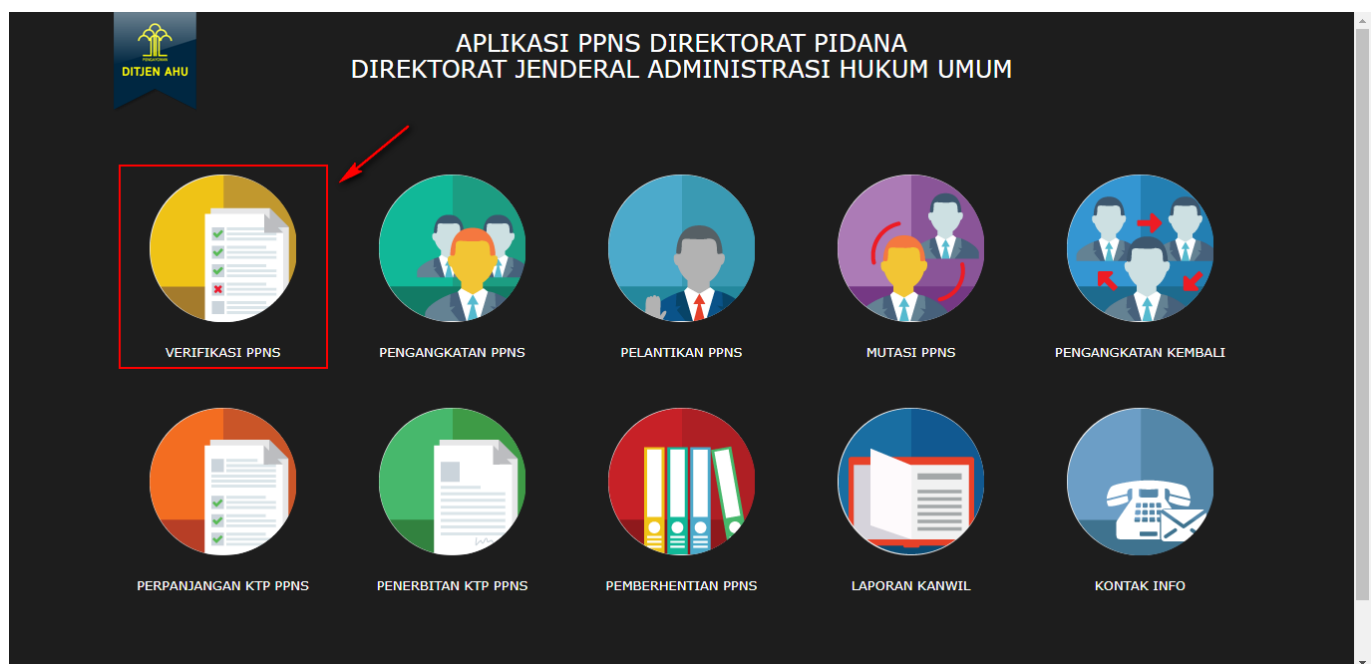 APLIKASI PPNS DIREKTORAT PIDANA
DIREKTORAT JENDERAL ADMINISTRASI HUKUM UMUM
PENGAYOMAN
DITJEN AHU
VERIFIKASI PPNS
PENGANGKATAN PPNS
PELANTIKAN PPNS
MUTASI PPNS
PENGANGKATAN KEMBALI
PERPANJANGAN KTP PPNS
PENERBITAN KTP PPNS
PEMBERHENTIAN PPNS
LAPORAN KANWIL
KONTAK INFO